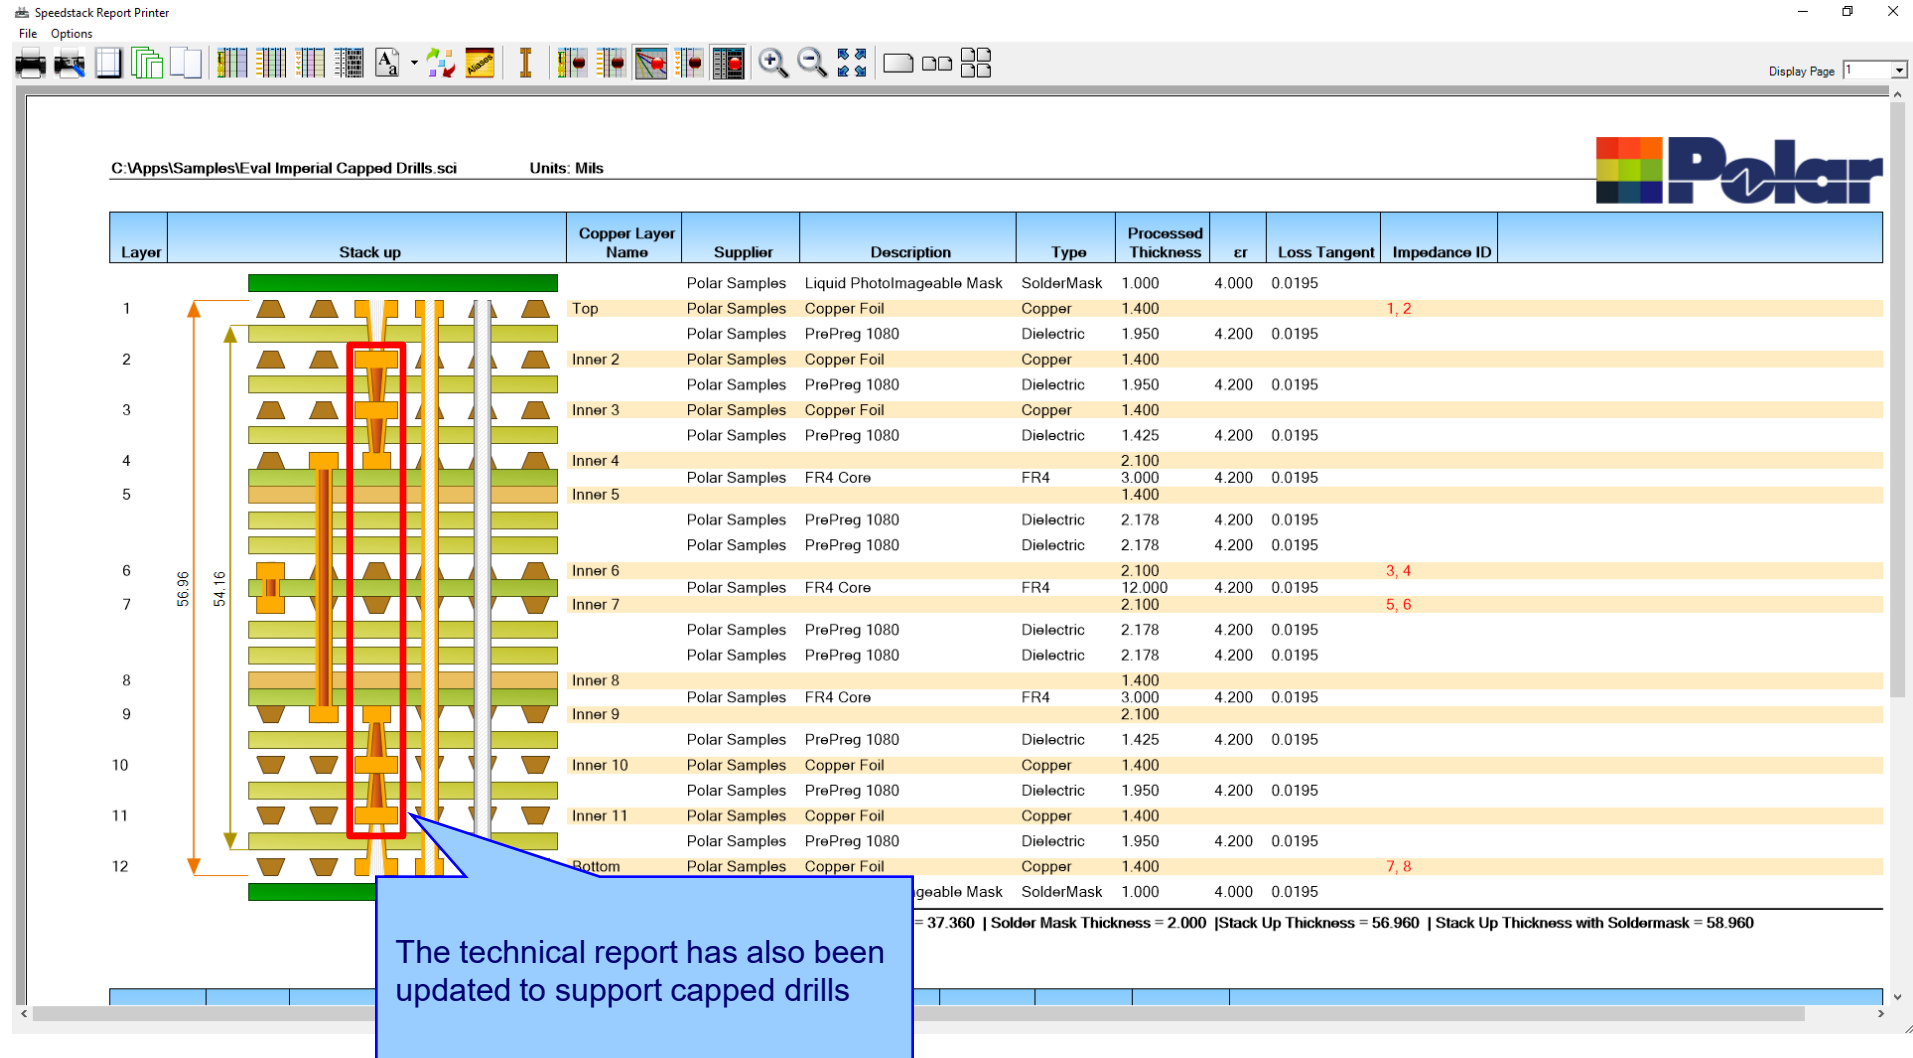 Speedstack Report Printer
File Options
Aliases
Display Page 1
C:\Apps\Samples\Eval Imperial Capped Drills.sci Units: Mils
Polar
Layer Stack up Copper Layer Name Supplier Description Type Processed Thickness εr Loss Tangent Impedance ID
Polar Samples Liquid PhotoImageable Mask SolderMask 1.000 4.000 0.0195
1 Top Polar Samples Copper Foil Copper 1.400 1, 2
Polar Samples PrePreg 1080 Dielectric 1.950 4.200 0.0195
2 Inner 2 Polar Samples Copper Foil Copper 1.400
Polar Samples PrePreg 1080 Dielectric 1.950 4.200 0.0195
3 Inner 3 Polar Samples Copper Foil Copper 1.400
Polar Samples PrePreg 1080 Dielectric 1.425 4.200 0.0195
4 Inner 4 2.100
Polar Samples FR4 Core FR4 3.000 4.200 0.0195
5 Inner 5 1.400
Polar Samples PrePreg 1080 Dielectric 2.178 4.200 0.0195
Polar Samples PrePreg 1080 Dielectric 2.178 4.200 0.0195
6 Inner 6 2.100 3, 4
56.96 54.16 Polar Samples FR4 Core FR4 12.000 4.200 0.0195
7 Inner 7 2.100 5, 6
Polar Samples PrePreg 1080 Dielectric 2.178 4.200 0.0195
Polar Samples PrePreg 1080 Dielectric 2.178 4.200 0.0195
8 Inner 8 1.400
Polar Samples FR4 Core FR4 3.000 4.200 0.0195
9 Inner 9 2.100
Polar Samples PrePreg 1080 Dielectric 1.425 4.200 0.0195
10 Inner 10 Polar Samples Copper Foil Copper 1.400
Polar Samples PrePreg 1080 Dielectric 1.950 4.200 0.0195
11 Inner 11 Polar Samples Copper Foil Copper 1.400
Polar Samples PrePreg 1080 Dielectric 1.950 4.200 0.0195
12 Bottom Polar Samples Copper Foil Copper 1.400 7, 8
geable Mask SolderMask 1.000 4.000 0.0195
= 37.360 | Solder Mask Thickness = 2.000 |Stack Up Thickness = 56.960 | Stack Up Thickness with Soldermask = 58.960
The technical report has also been
updated to support capped drills